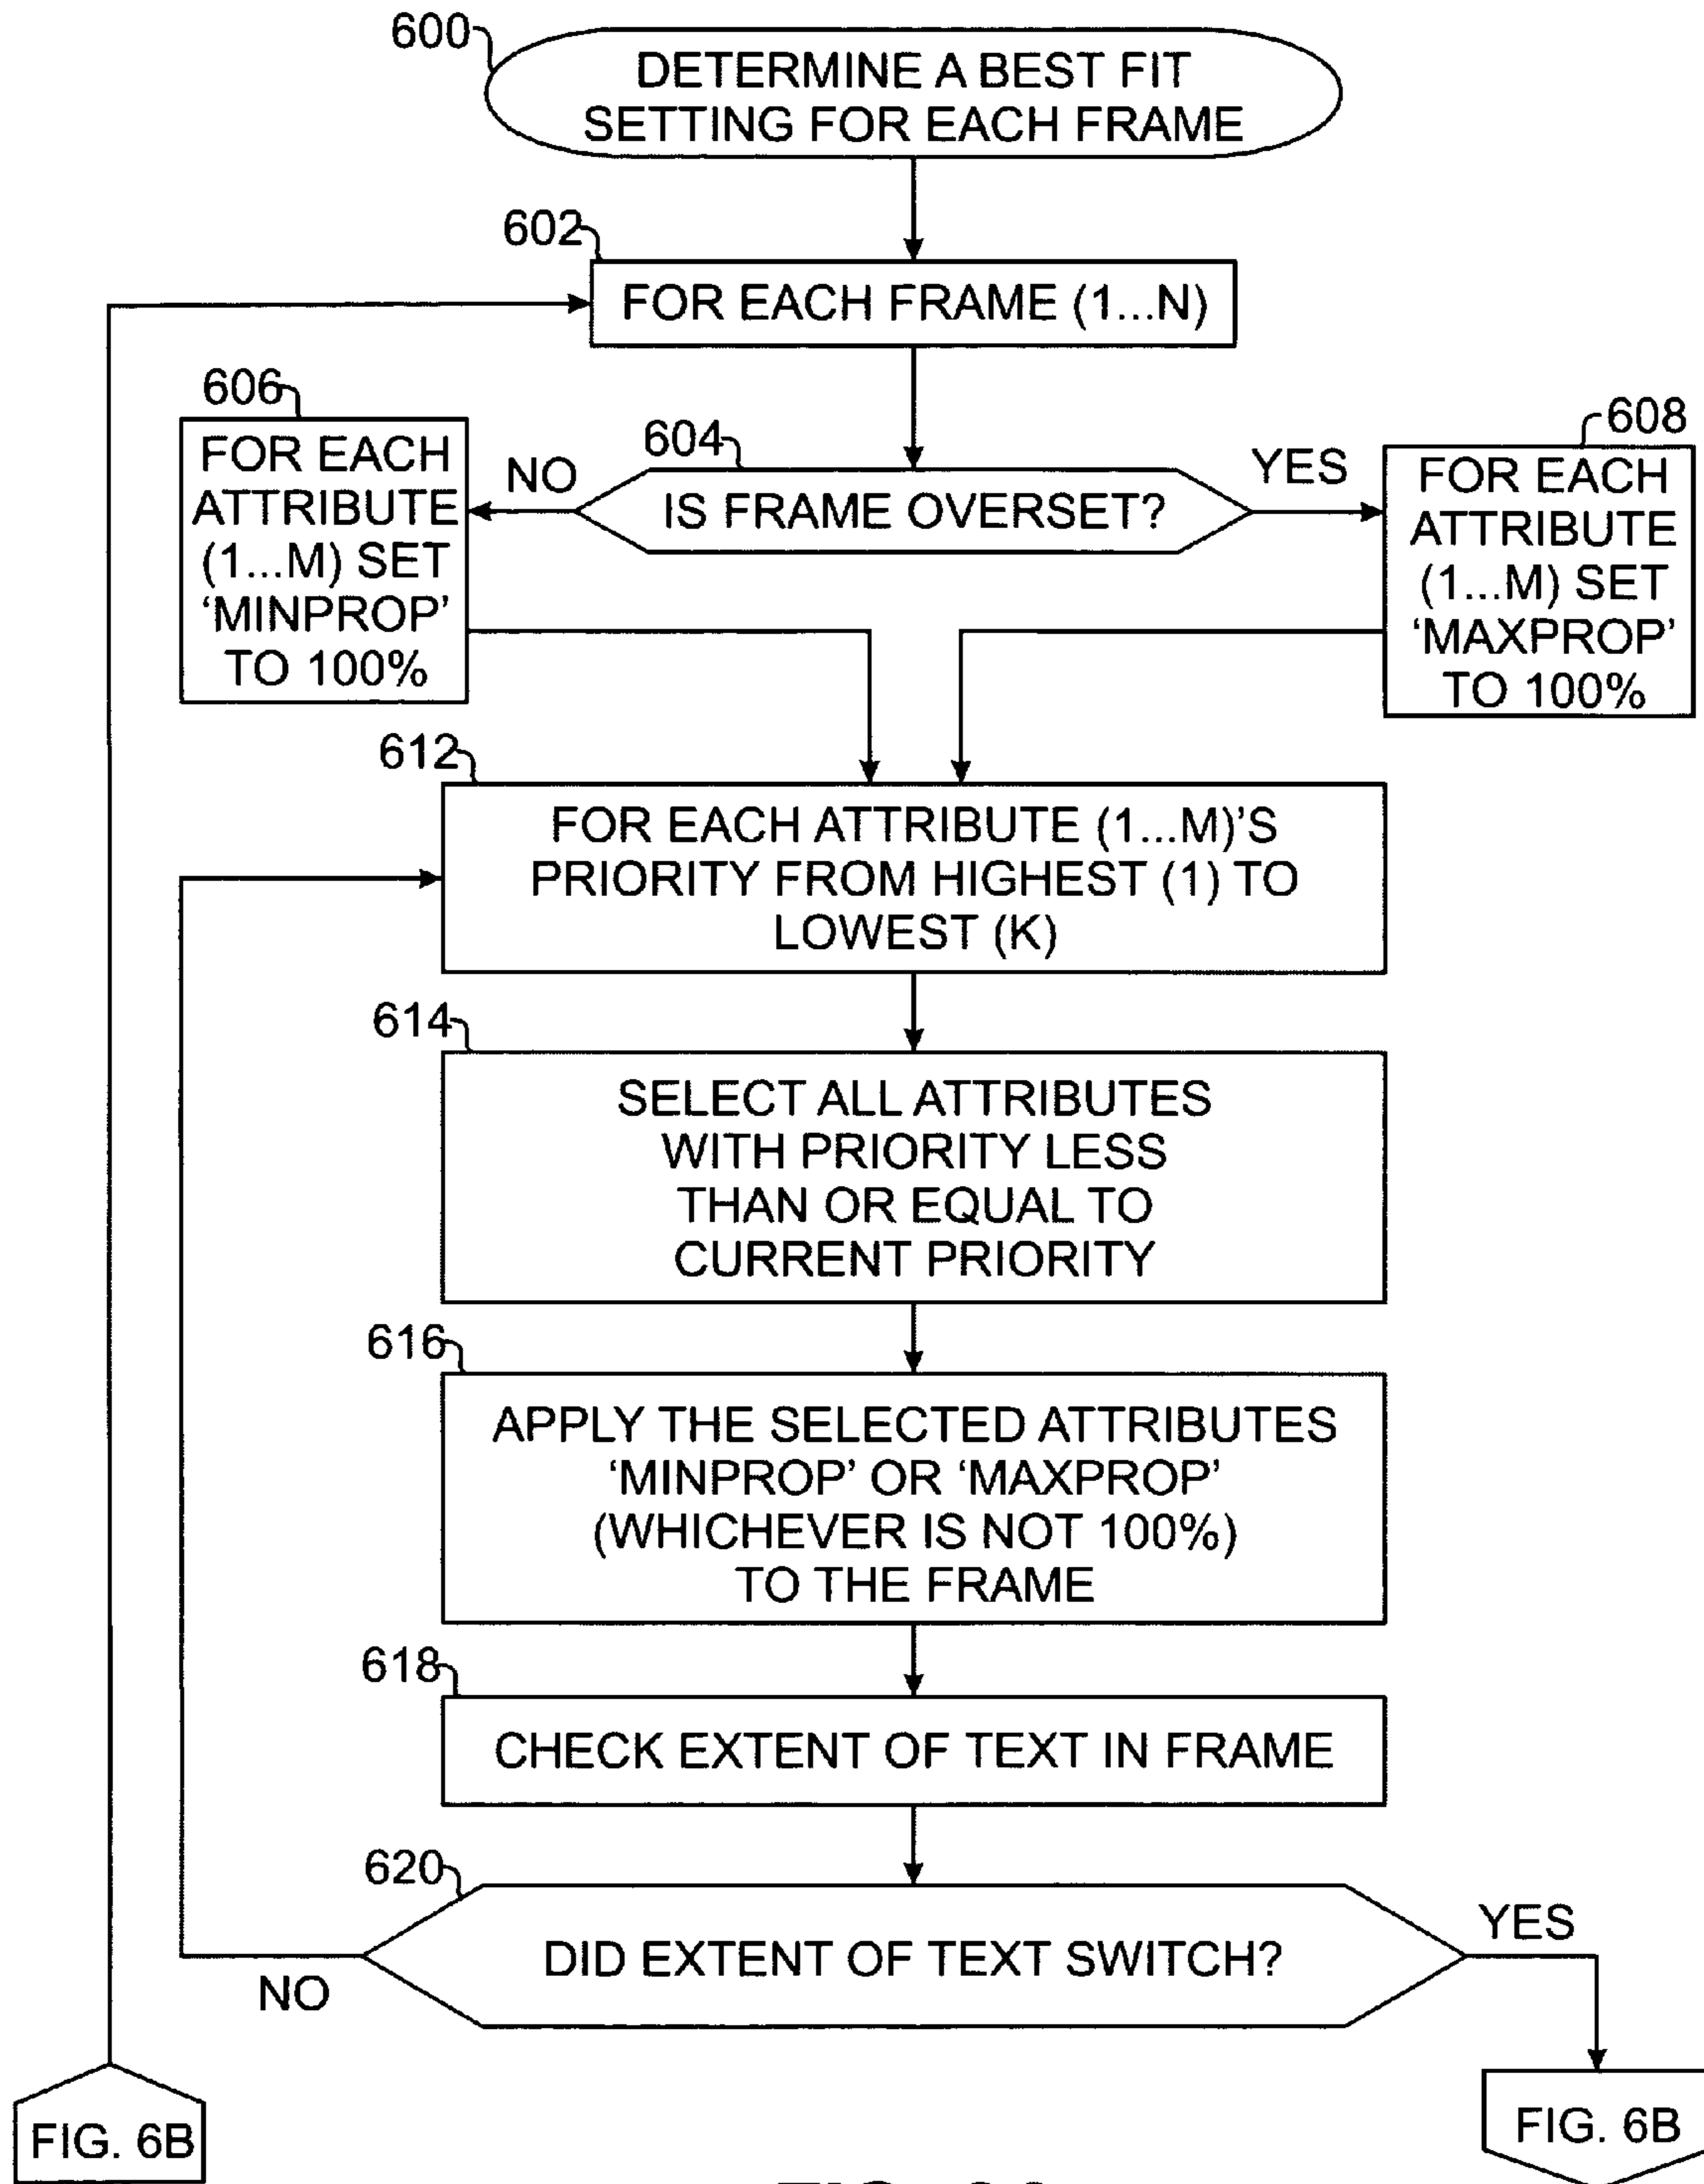 600
DETERMINE A BEST FIT
SETTING FOR EACH FRAME
602
FOR EACH FRAME (1...N)
606
FOR EACH
ATTRIBUTE
(1...M) SET
‘MINPROP’
TO 100%
NO
604
IS FRAME OVERSET?
YES
608
FOR EACH
ATTRIBUTE
(1...M) SET
‘MAXPROP’
TO 100%
612
FOR EACH ATTRIBUTE (1...M)'S
PRIORITY FROM HIGHEST (1) TO
LOWEST (K)
614
SELECT ALL ATTRIBUTES
WITH PRIORITY LESS
THAN OR EQUAL TO
CURRENT PRIORITY
616
APPLY THE SELECTED ATTRIBUTES
‘MINPROP’ OR ‘MAXPROP’
(WHICHEVER IS NOT 100%)
TO THE FRAME
618
CHECK EXTENT OF TEXT IN FRAME
620
DID EXTENT OF TEXT SWITCH?
NO
YES
FIG. 6B
FIG. 6B